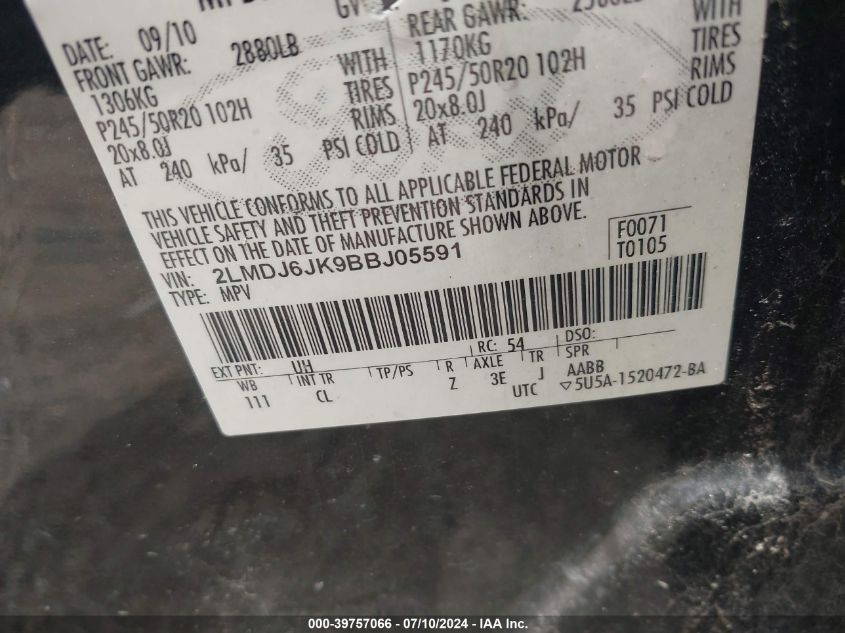 DATE: 09/10
GV
FRONT GAWR: 2880LB
1306KG WITH
P245/50R20 102H TIRES
20x8.0J RIMS
AT 240 kPa/ 35 PSI COLD
REAR GAWR:
1170KG WITH
P245/50R20 102H TIRES
20x8.0J RIMS
AT 240 kPa/ 35 PSI COLD
THIS VEHICLE CONFORMS TO ALL APPLICABLE FEDERAL MOTOR
VEHICLE SAFETY AND THEFT PREVENTION STANDARDS IN
EFFECT ON THE DATE OF MANUFACTURE SHOWN ABOVE.
VIN: 2LMDJ6JK9BBJ05591
TYPE: MPV
F0071
T0105
EXT PNT: UH RC: 54 DSO:
WB INT TR TP/PS R AXLE TR SPR
111 CL Z 3E J AABB
UTC ▽5U5A-1520472-BA
000-39757066 - 07/10/2024 - IAA Inc.